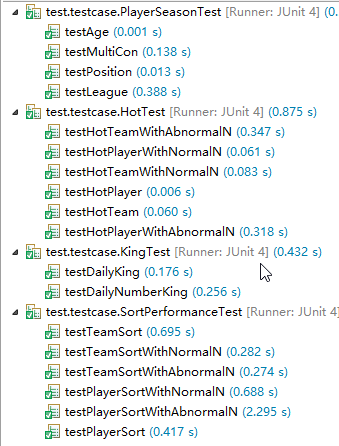 test.testcase.PlayerSeasonTest [Runner: JUnit 4] (0.
testAge (0.001 s)
testMultiCon (0.138 s)
testPosition (0.013 s)
testLeague (0.388 s)
test.testcase.HotTest [Runner: JUnit 4] (0.875 s)
testHotTeamWithAbnormalN (0.347 s)
testHotPlayerWithNormalN (0.061 s)
testHotTeamWithNormalN (0.083 s)
testHotPlayer (0.006 s)
testHotTeam (0.060 s)
testHotPlayerWithAbnormalN (0.318 s)
test.testcase.KingTest [Runner: JUnit 4] (0.432 s)
testDailyKing (0.176 s)
testDailyNumberKing (0.256 s)
test.testcase.SortPerformanceTest [Runner: JUnit 4]
testTeamSort (0.695 s)
testTeamSortWithNormalN (0.282 s)
testTeamSortWithAbnormalN (0.274 s)
testPlayerSortWithNormalN (0.688 s)
testPlayerSortWithAbnormalN (2.295 s)
testPlayerSort (0.417 s)